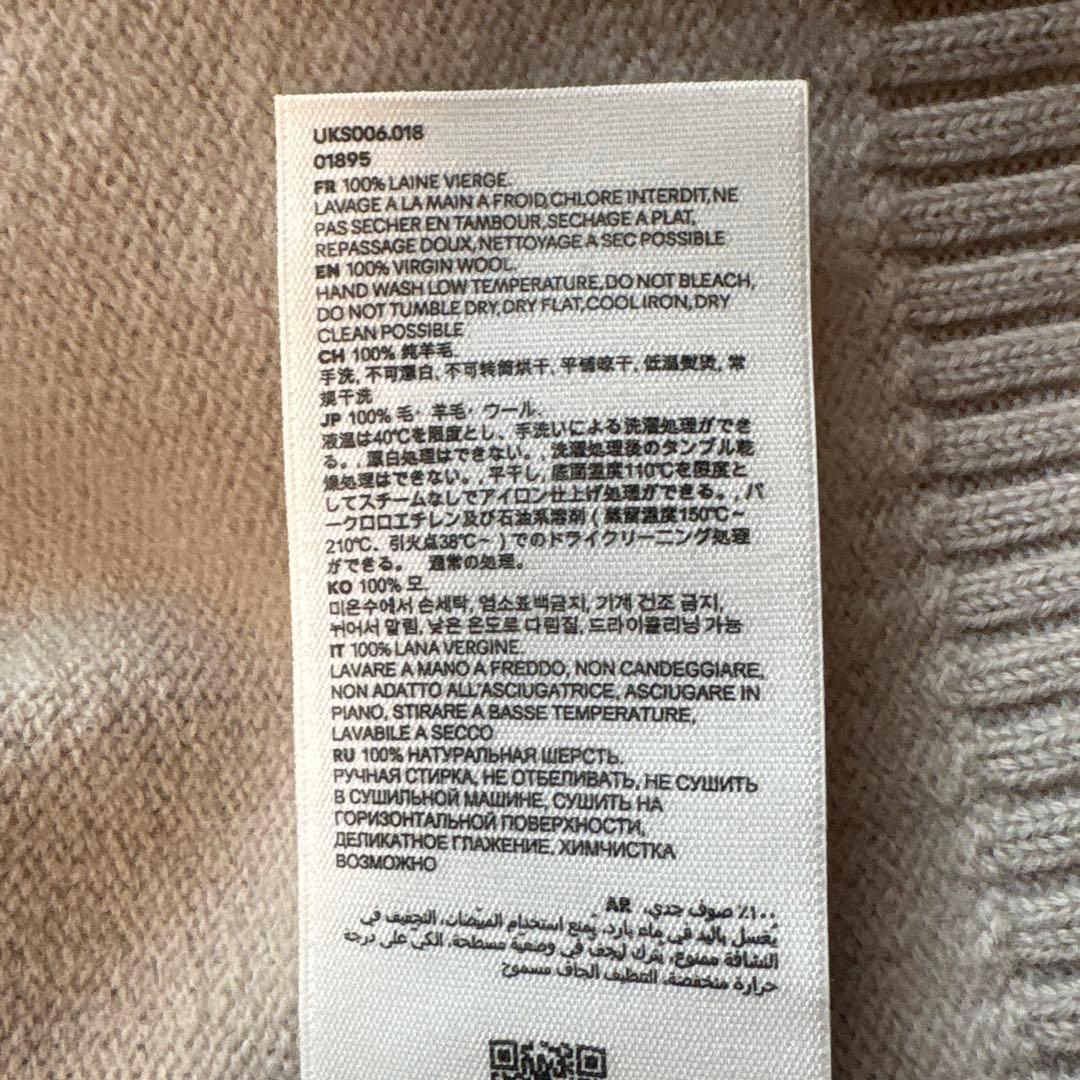 UKS006.018
01895
FR 100% LAINE VIERGE.
LAVAGE A LA MAIN A FROID,CHLORE INTERDIT,NE
PAS SECHER EN TAMBOUR,SECHAGE A PLAT,
REPASSAGE DOUX,NETTOYAGE A SEC POSSIBLE
EN 100% VIRGIN WOOL.
HAND WASH LOW TEMPERATURE,DO NOT BLEACH,
DO NOT TUMBLE DRY,DRY FLAT,COOL IRON,DRY
CLEAN POSSIBLE
CH 100% 纯羊毛.
手洗, 不可漂白, 不可转筒烘干, 平铺晾干, 低温熨烫, 常
规干洗
JP 100% 毛・羊毛・ウール.
液温は40℃を限度とし、手洗いによる洗濯処理ができ
る。, 漂白処理はできない。, 洗濯処理後のタンブル乾
燥処理はできない。, 平干し, 底面温度110℃を限度と
してスチームなしでアイロン仕上げ処理ができる。, パ
ークロロエチレン及び石油系溶剤 ( 蒸留温度150℃～
210℃、引火点38℃～ ) でのドライクリーニング処理
ができる。 通常の処理。
KO 100% 모.
미온수에서 손세탁, 염소표백금지, 기계 건조 금지,
뉘어서 말림, 낮은 온도로 다림질, 드라이클리닝 가능
IT 100% LANA VERGINE.
LAVARE A MANO A FREDDO, NON CANDEGGIARE,
NON ADATTO ALL'ASCIUGATRICE, ASCIUGARE IN
PIANO, STIRARE A BASSE TEMPERATURE,
LAVABILE A SECCO
RU 100% НАТУРАЛЬНАЯ ШЕРСТЬ.
РУЧНАЯ СТИРКА, НЕ ОТБЕЛИВАТЬ, НЕ СУШИТЬ
В СУШИЛЬНОЙ МАШИНЕ, СУШИТЬ НА
ГОРИЗОНТАЛЬНОЙ ПОВЕРХНОСТИ,
ДЕЛИКАТНОЕ ГЛАЖЕНИЕ, ХИМЧИСТКА
ВОЗМОЖНО
١٠٠٪ صوف جدي. AR
يُغسل باليد في ماء بارد، يُمنع استخدام المبيّضات، التجفيف في
النشافة ممنوع، يترك ليجف في وضعية مسطحة، الكي على درجة
حرارة منخفضة، التنظيف الجاف مسموح